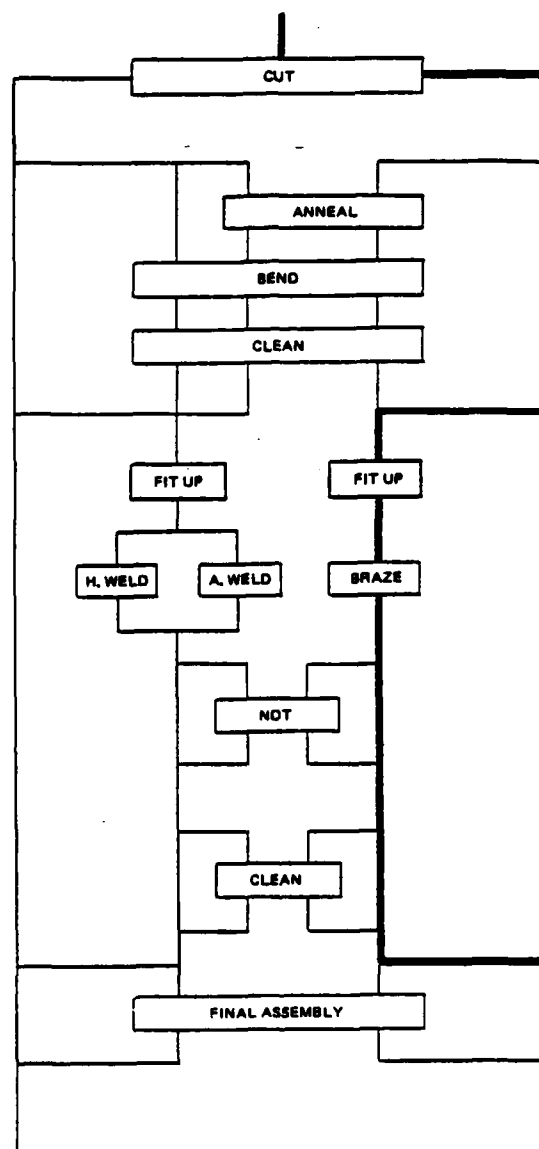 CUT
ANNEAL
BEND
CLEAN
FIT UP
FIT UP
H. WELD
A. WELD
BRAZE
NDT
CLEAN
FINAL ASSEMBLY